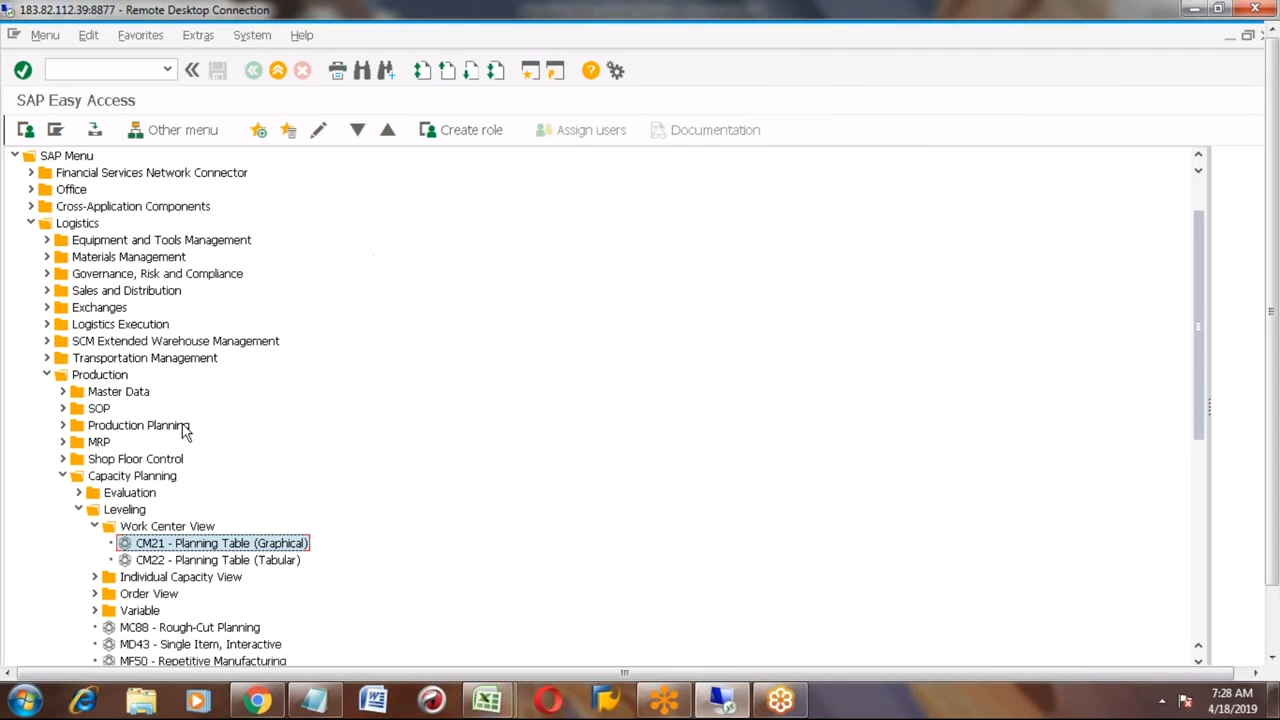 183.82.112.39:8877 - Remote Desktop Connection
Menu Edit Favorites Extras System Help
SAP Easy Access
Other menu Create role Assign users Documentation
SAP Menu
Financial Services Network Connector
Office
Cross-Application Components
Logistics
Equipment and Tools Management
Materials Management
Governance, Risk and Compliance
Sales and Distribution
Exchanges
Logistics Execution
SCM Extended Warehouse Management
Transportation Management
Production
Master Data
SOP
Production Planning
MRP
Shop Floor Control
Capacity Planning
Evaluation
Leveling
Work Center View
CM21 - Planning Table (Graphical)
CM22 - Planning Table (Tabular)
Individual Capacity View
Order View
Variable
MC88 - Rough-Cut Planning
MD43 - Single Item, Interactive
MF50 - Repetitive Manufacturing
7:28 AM
4/18/2019